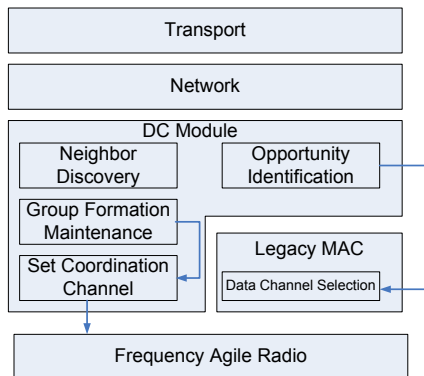 Transport
Network
DC Module
Neighbor
Discovery
Opportunity
Identification
Group Formation
Maintenance
Set Coordination
Channel
Legacy MAC
Data Channel Selection
Frequency Agile Radio